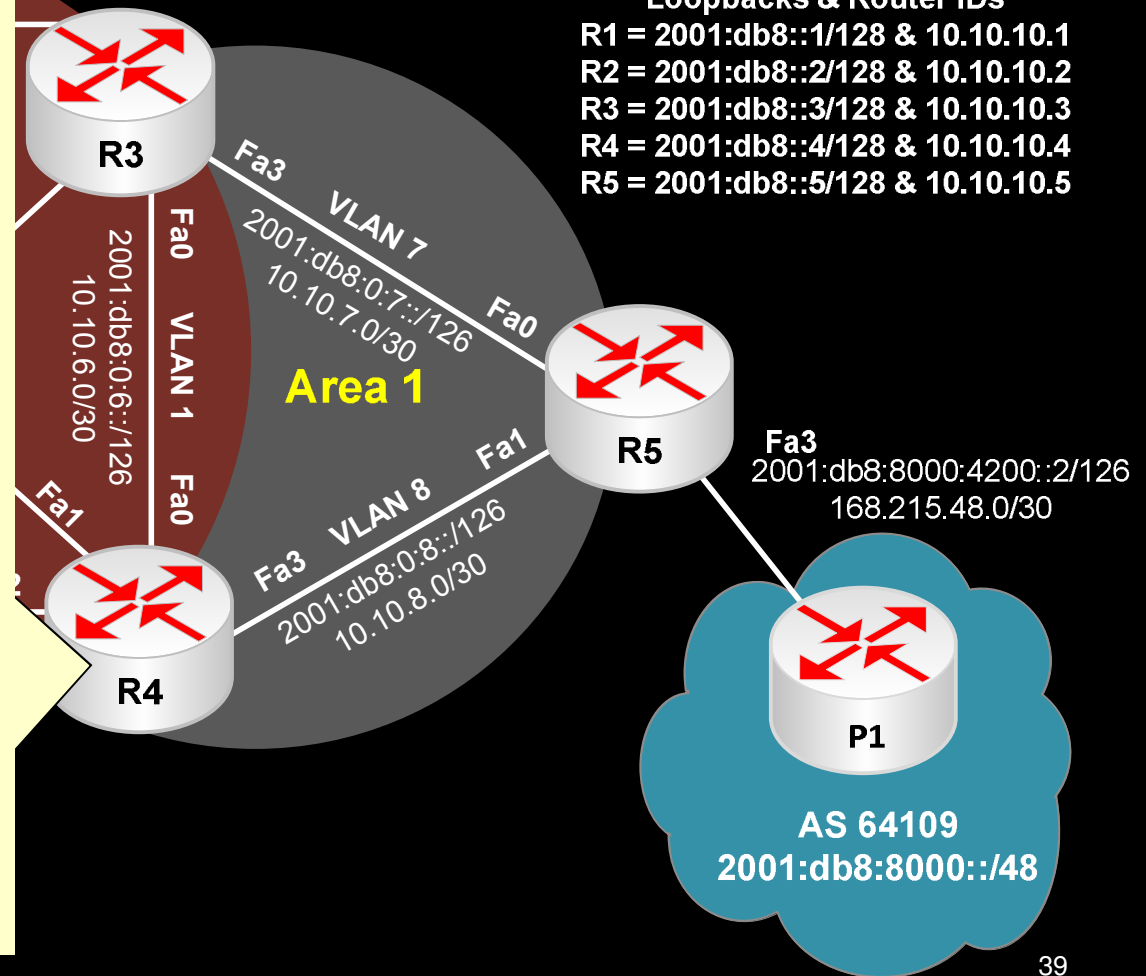 Loopbacks & Router IDs
R1 = 2001:db8::1/128 & 10.10.10.1
R2 = 2001:db8::2/128 & 10.10.10.2
R3 = 2001:db8::3/128 & 10.10.10.3
R4 = 2001:db8::4/128 & 10.10.10.4
R5 = 2001:db8::5/128 & 10.10.10.5
R3
Fa3 VLAN 7 Fa0
2001:db8:0:7::/126
10.10.7.0/30
Fa0 VLAN 1 Fa0
2001:db8:0:6::/126
10.10.6.0/30
Area 1
R5
Fa3
2001:db8:8000:4200::2/126
168.215.48.0/30
Fa1
Fa3 VLAN 8 Fa1
2001:db8:0:8::/126
10.10.8.0/30
R4
P1
AS 64109
2001:db8:8000::/48
39